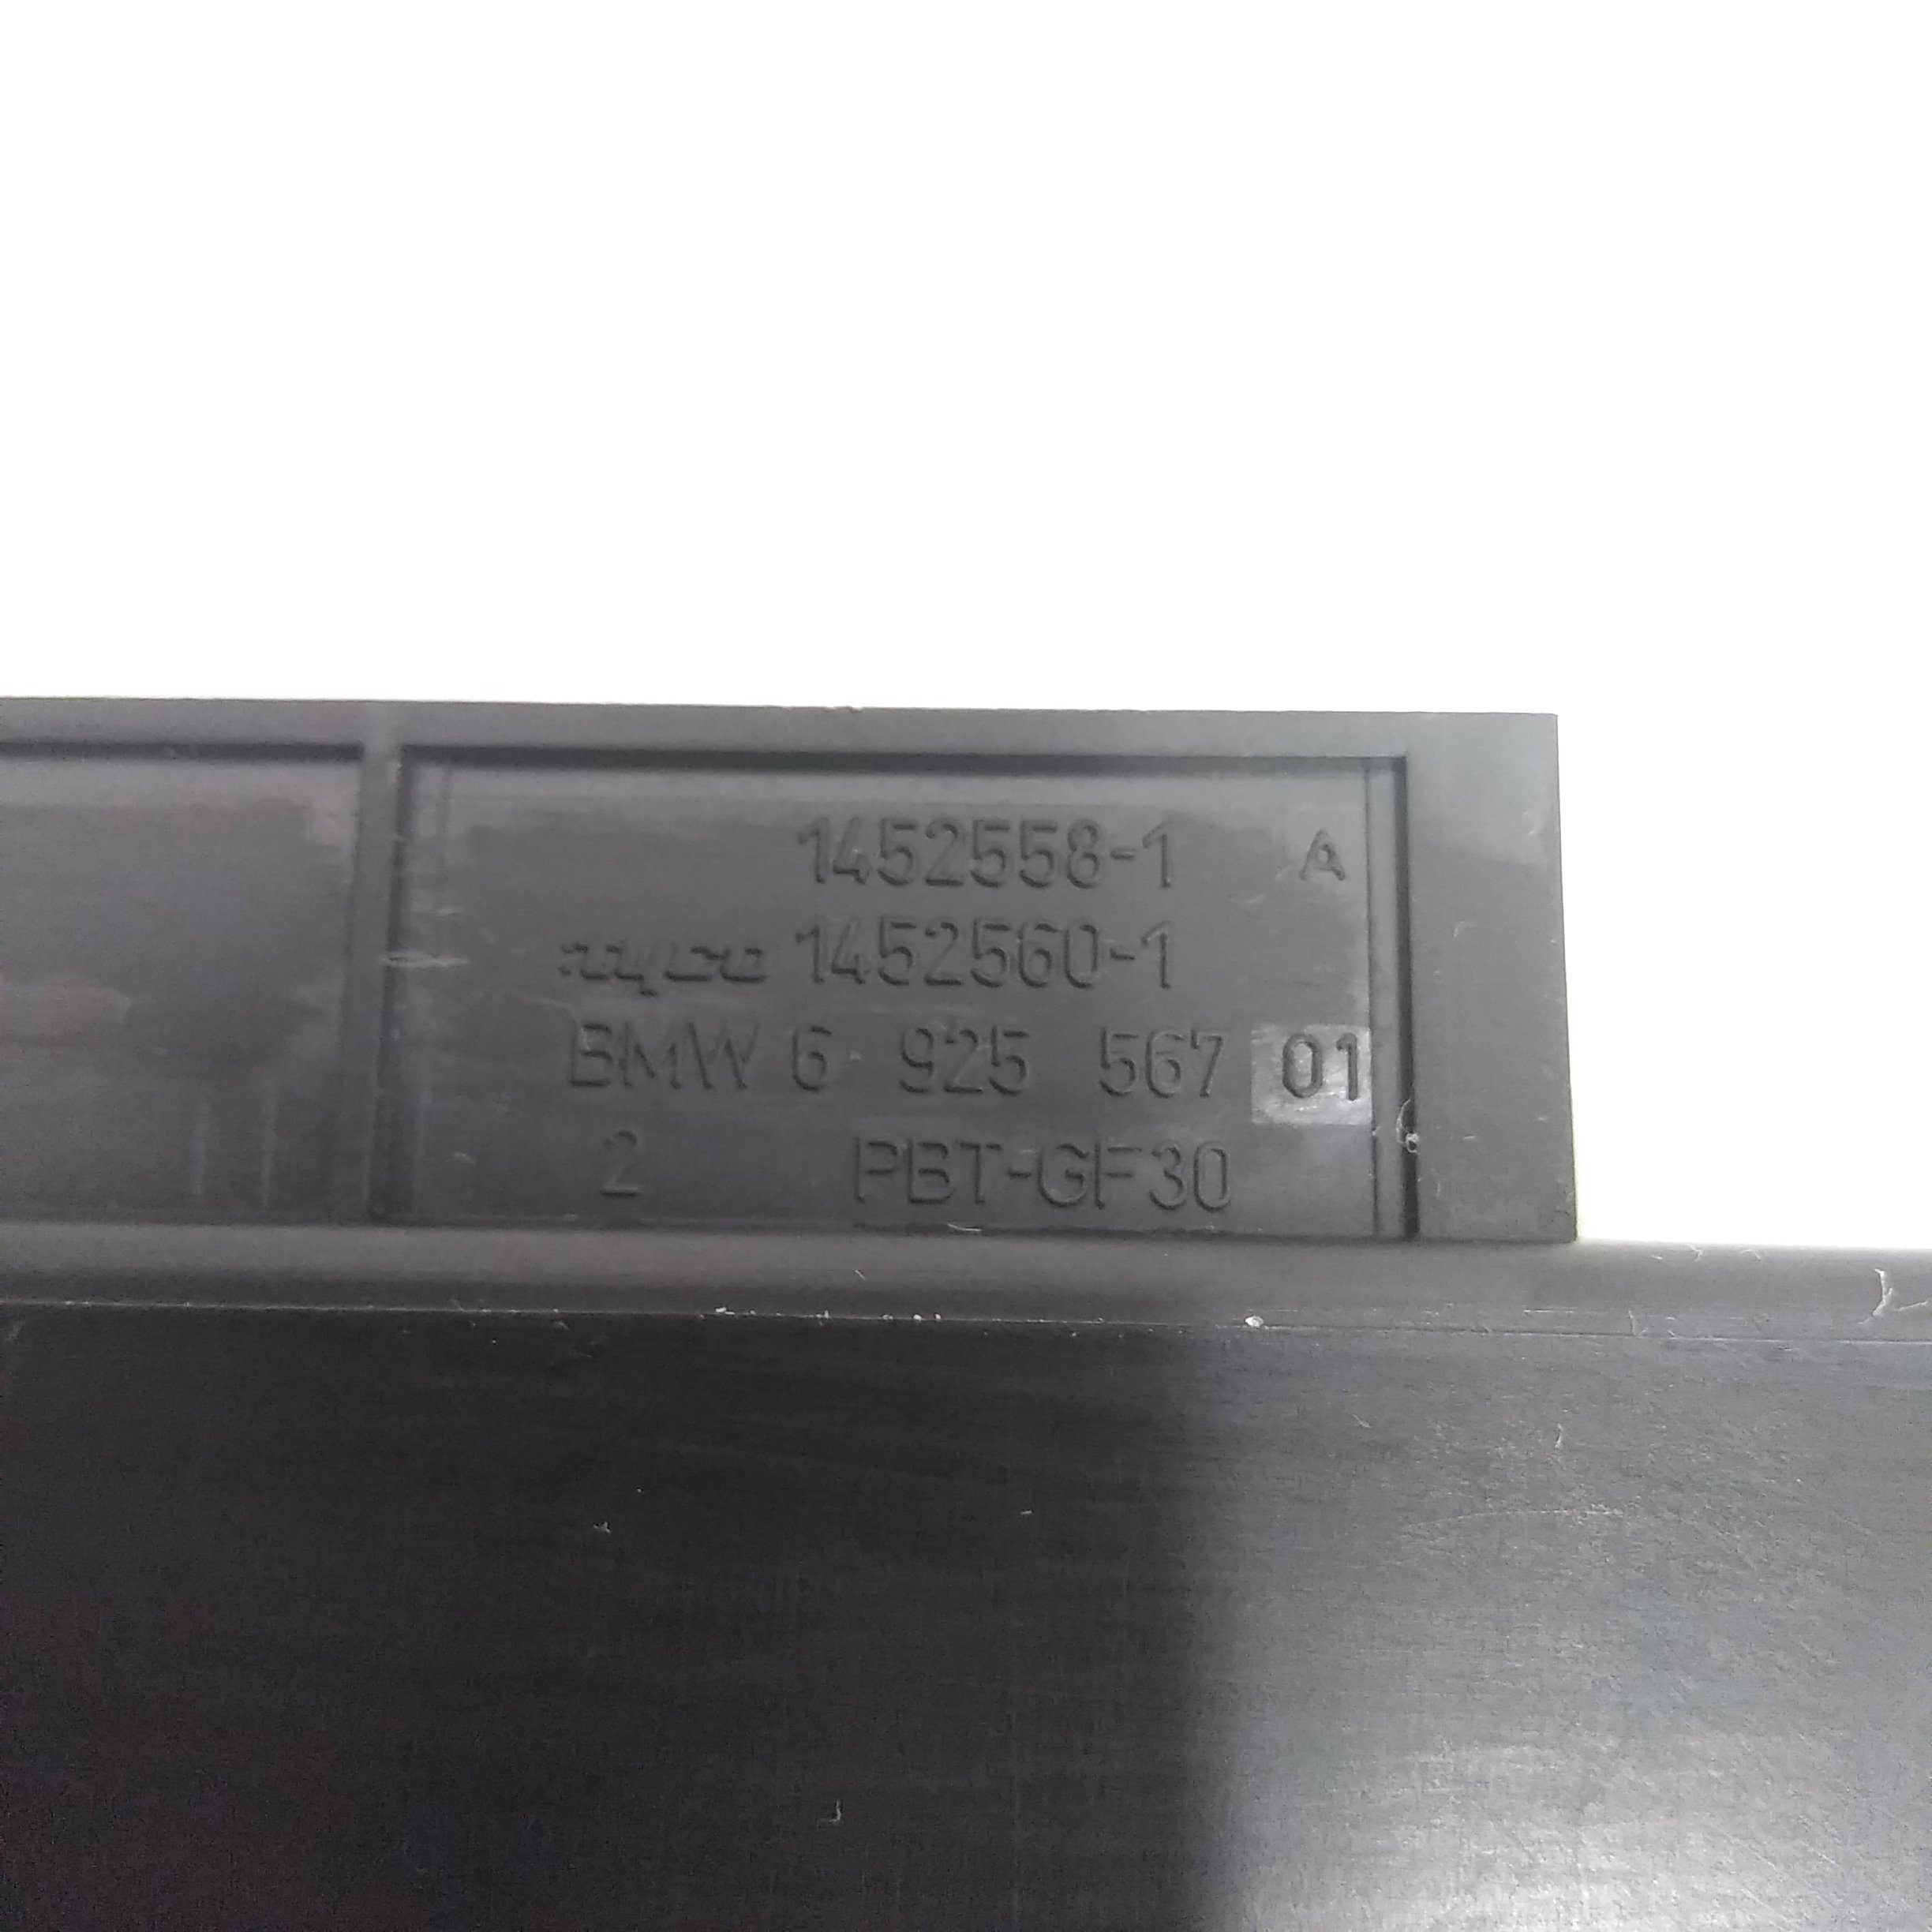 1452558-1 A
tyco 1452560-1
BMW 6 925 567 01
2 PBT-GF30